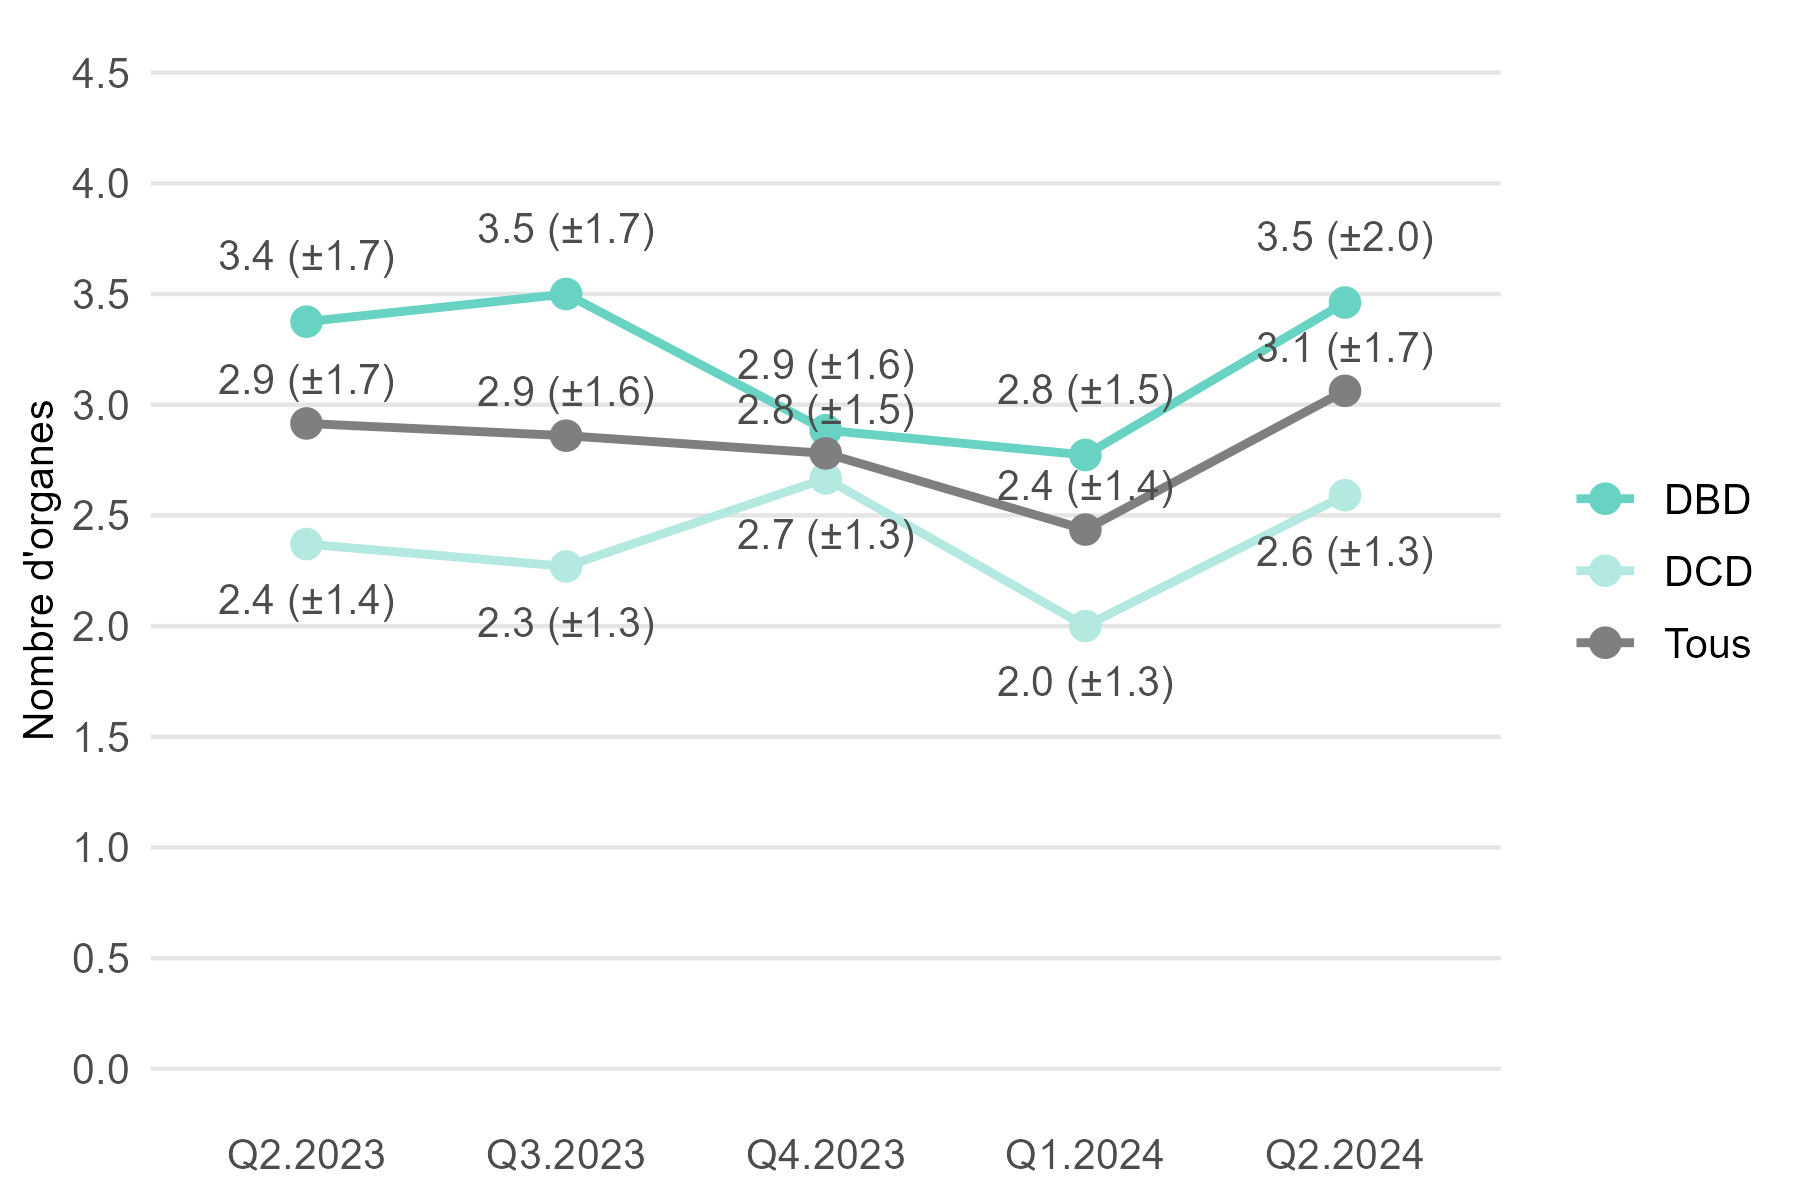 4.5
4.0
3.5
3.0
2.5
2.0
1.5
1.0
0.5
0.0
Nombre d'organes
3.4 (±1.7)
3.5 (±1.7)
2.9 (±1.6)
2.8 (±1.5)
3.5 (±2.0)
2.9 (±1.7)
2.9 (±1.6)
2.8 (±1.5)
2.4 (±1.4)
3.1 (±1.7)
2.4 (±1.4)
2.3 (±1.3)
2.7 (±1.3)
2.0 (±1.3)
2.6 (±1.3)
Q2.2023
Q3.2023
Q4.2023
Q1.2024
Q2.2024
DBD
DCD
Tous